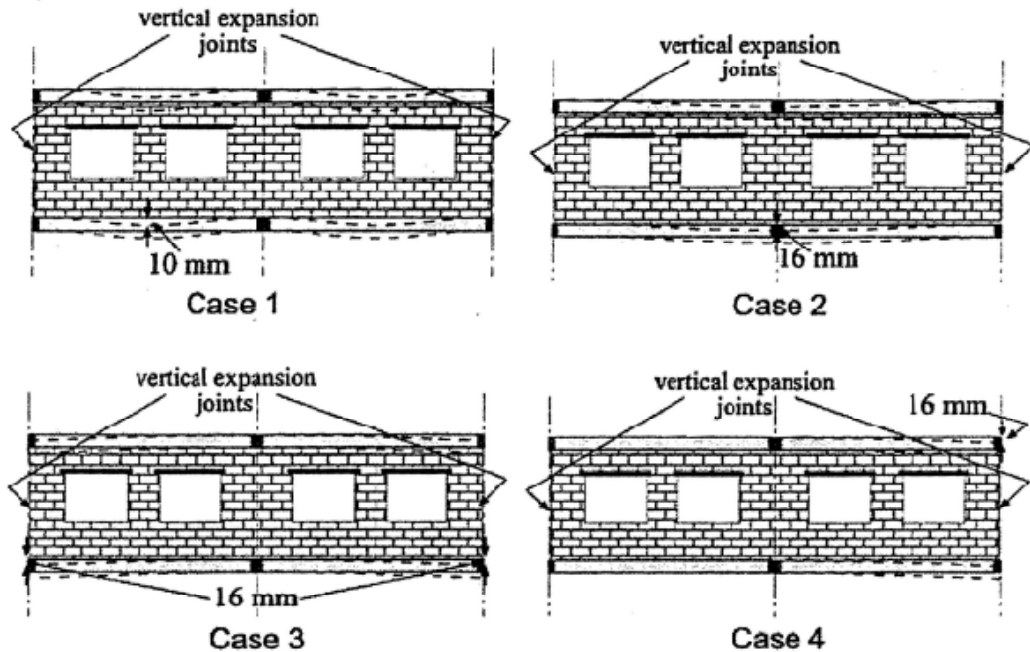 vertical expansion
joints
10 mm
Case 1
vertical expansion
joints
16 mm
Case 2
vertical expansion
joints
16 mm
Case 3
vertical expansion
joints
16 mm
Case 4